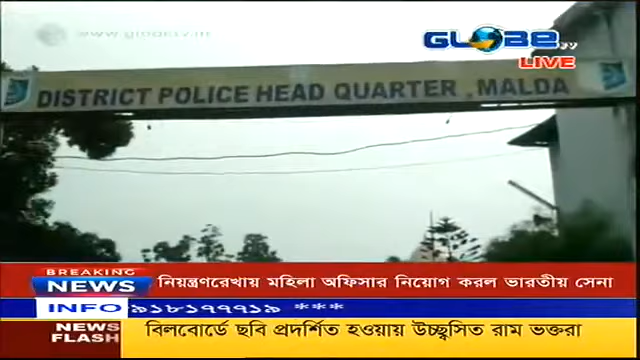 www.globetv.in
GLOBE TV
LIVE
DISTRICT POLICE HEAD QUARTER , MALDA
BREAKING NEWS
নিয়ন্ত্রণরেখায় মহিলা অফিসার নিয়োগ করল ভারতীয় সেনা
INFO
৯১৮১৭৭৭১৯ ***
NEWS FLASH
বিলবোর্ডে ছবি প্রদর্শিত হওয়ায় উচ্ছ্বসিত রাম ভক্তরা